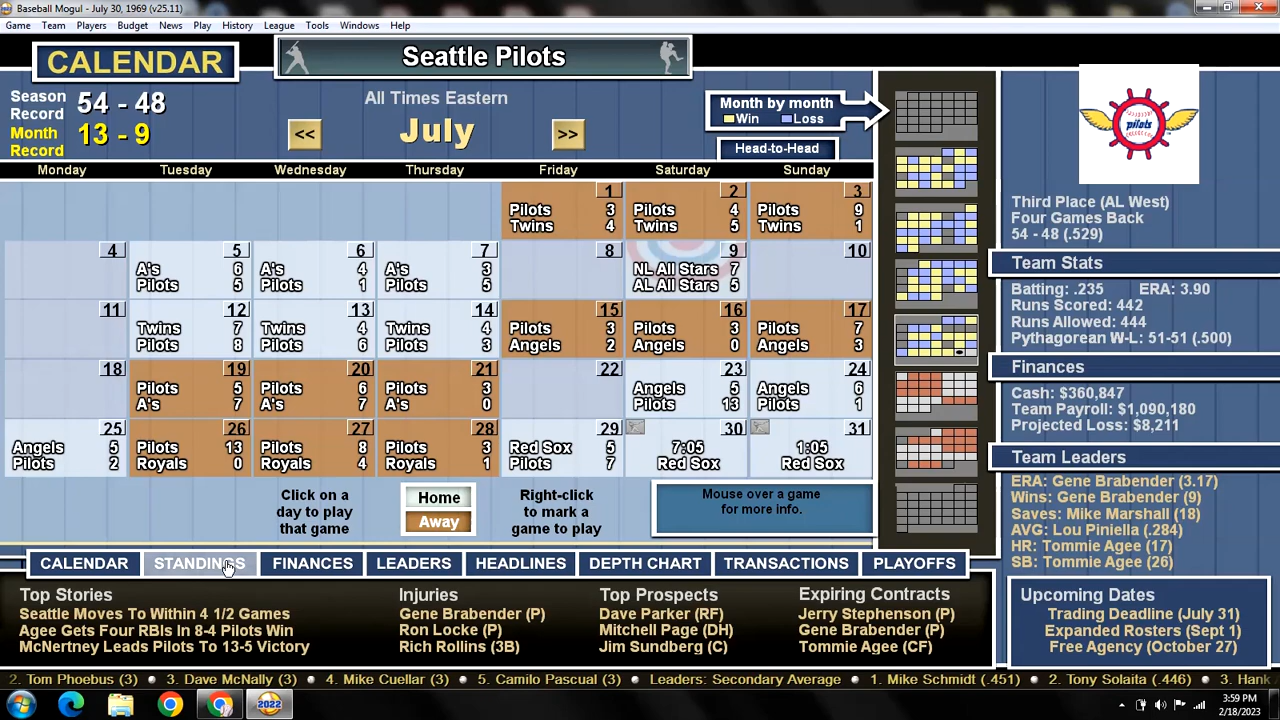 Baseball Mogul - July 30, 1969 (v25.11)
Game Team Players Budget News Play History League Tools Windows Help
CALENDAR
Seattle Pilots
Season Record 54 - 48
Month Record 13 - 9
All Times Eastern
<< July >>
Month by month
Win Loss
Head-to-Head
Monday Tuesday Wednesday Thursday Friday Saturday Sunday
1 2 3
Pilots 3 Pilots 4 Pilots 9
Twins 4 Twins 5 Twins 1
4 5 6 7 8 9 10
A's 6 A's 4 A's 3 NL All Stars 7
Pilots 5 Pilots 1 Pilots 5 AL All Stars 5
11 12 13 14 15 16 17
Twins 7 Twins 4 Twins 4 Pilots 3 Pilots 3 Pilots 7
Pilots 8 Pilots 6 Pilots 3 Angels 2 Angels 0 Angels 3
18 19 20 21 22 23 24
Pilots 5 Pilots 6 Pilots 3 Angels 5 Angels 6
A's 7 A's 7 A's 0 Pilots 13 Pilots 1
25 26 27 28 29 30 31
Angels 5 Pilots 13 Pilots 8 Pilots 3 Red Sox 5 7:05 1:05
Pilots 2 Royals 0 Royals 4 Royals 1 Pilots 7 Red Sox Red Sox
Click on a
day to play
that game
Home
Away
Right-click
to mark a
game to play
Mouse over a game
for more info.
pilots
Third Place (AL West)
Four Games Back
54 - 48 (.529)
Team Stats
Batting: .235 ERA: 3.90
Runs Scored: 442
Runs Allowed: 444
Pythagorean W-L: 51-51 (.500)
Finances
Cash: $360,847
Team Payroll: $1,090,180
Projected Loss: $8,211
Team Leaders
ERA: Gene Brabender (3.17)
Wins: Gene Brabender (9)
Saves: Mike Marshall (18)
AVG: Lou Piniella (.284)
HR: Tommie Agee (17)
SB: Tommie Agee (26)
CALENDAR STANDINGS FINANCES LEADERS HEADLINES DEPTH CHART TRANSACTIONS PLAYOFFS
Top Stories
Seattle Moves To Within 4 1/2 Games
Agee Gets Four RBIs In 8-4 Pilots Win
McNertney Leads Pilots To 13-5 Victory
Injuries
Gene Brabender (P)
Ron Locke (P)
Rich Rollins (3B)
Top Prospects
Dave Parker (RF)
Mitchell Page (DH)
Jim Sundberg (C)
Expiring Contracts
Jerry Stephenson (P)
Gene Brabender (P)
Tommie Agee (CF)
Upcoming Dates
Trading Deadline (July 31)
Expanded Rosters (Sept 1)
Free Agency (October 27)
2. Tom Phoebus (3) • 3. Dave McNally (3) • 4. Mike Cuellar (3) • 5. Camilo Pascual (3) • Leaders: Secondary Average • 1. Mike Schmidt (.451) • 2. Tony Solaita (.446) • 3. Hank
2022
3:59 PM
2/18/2023